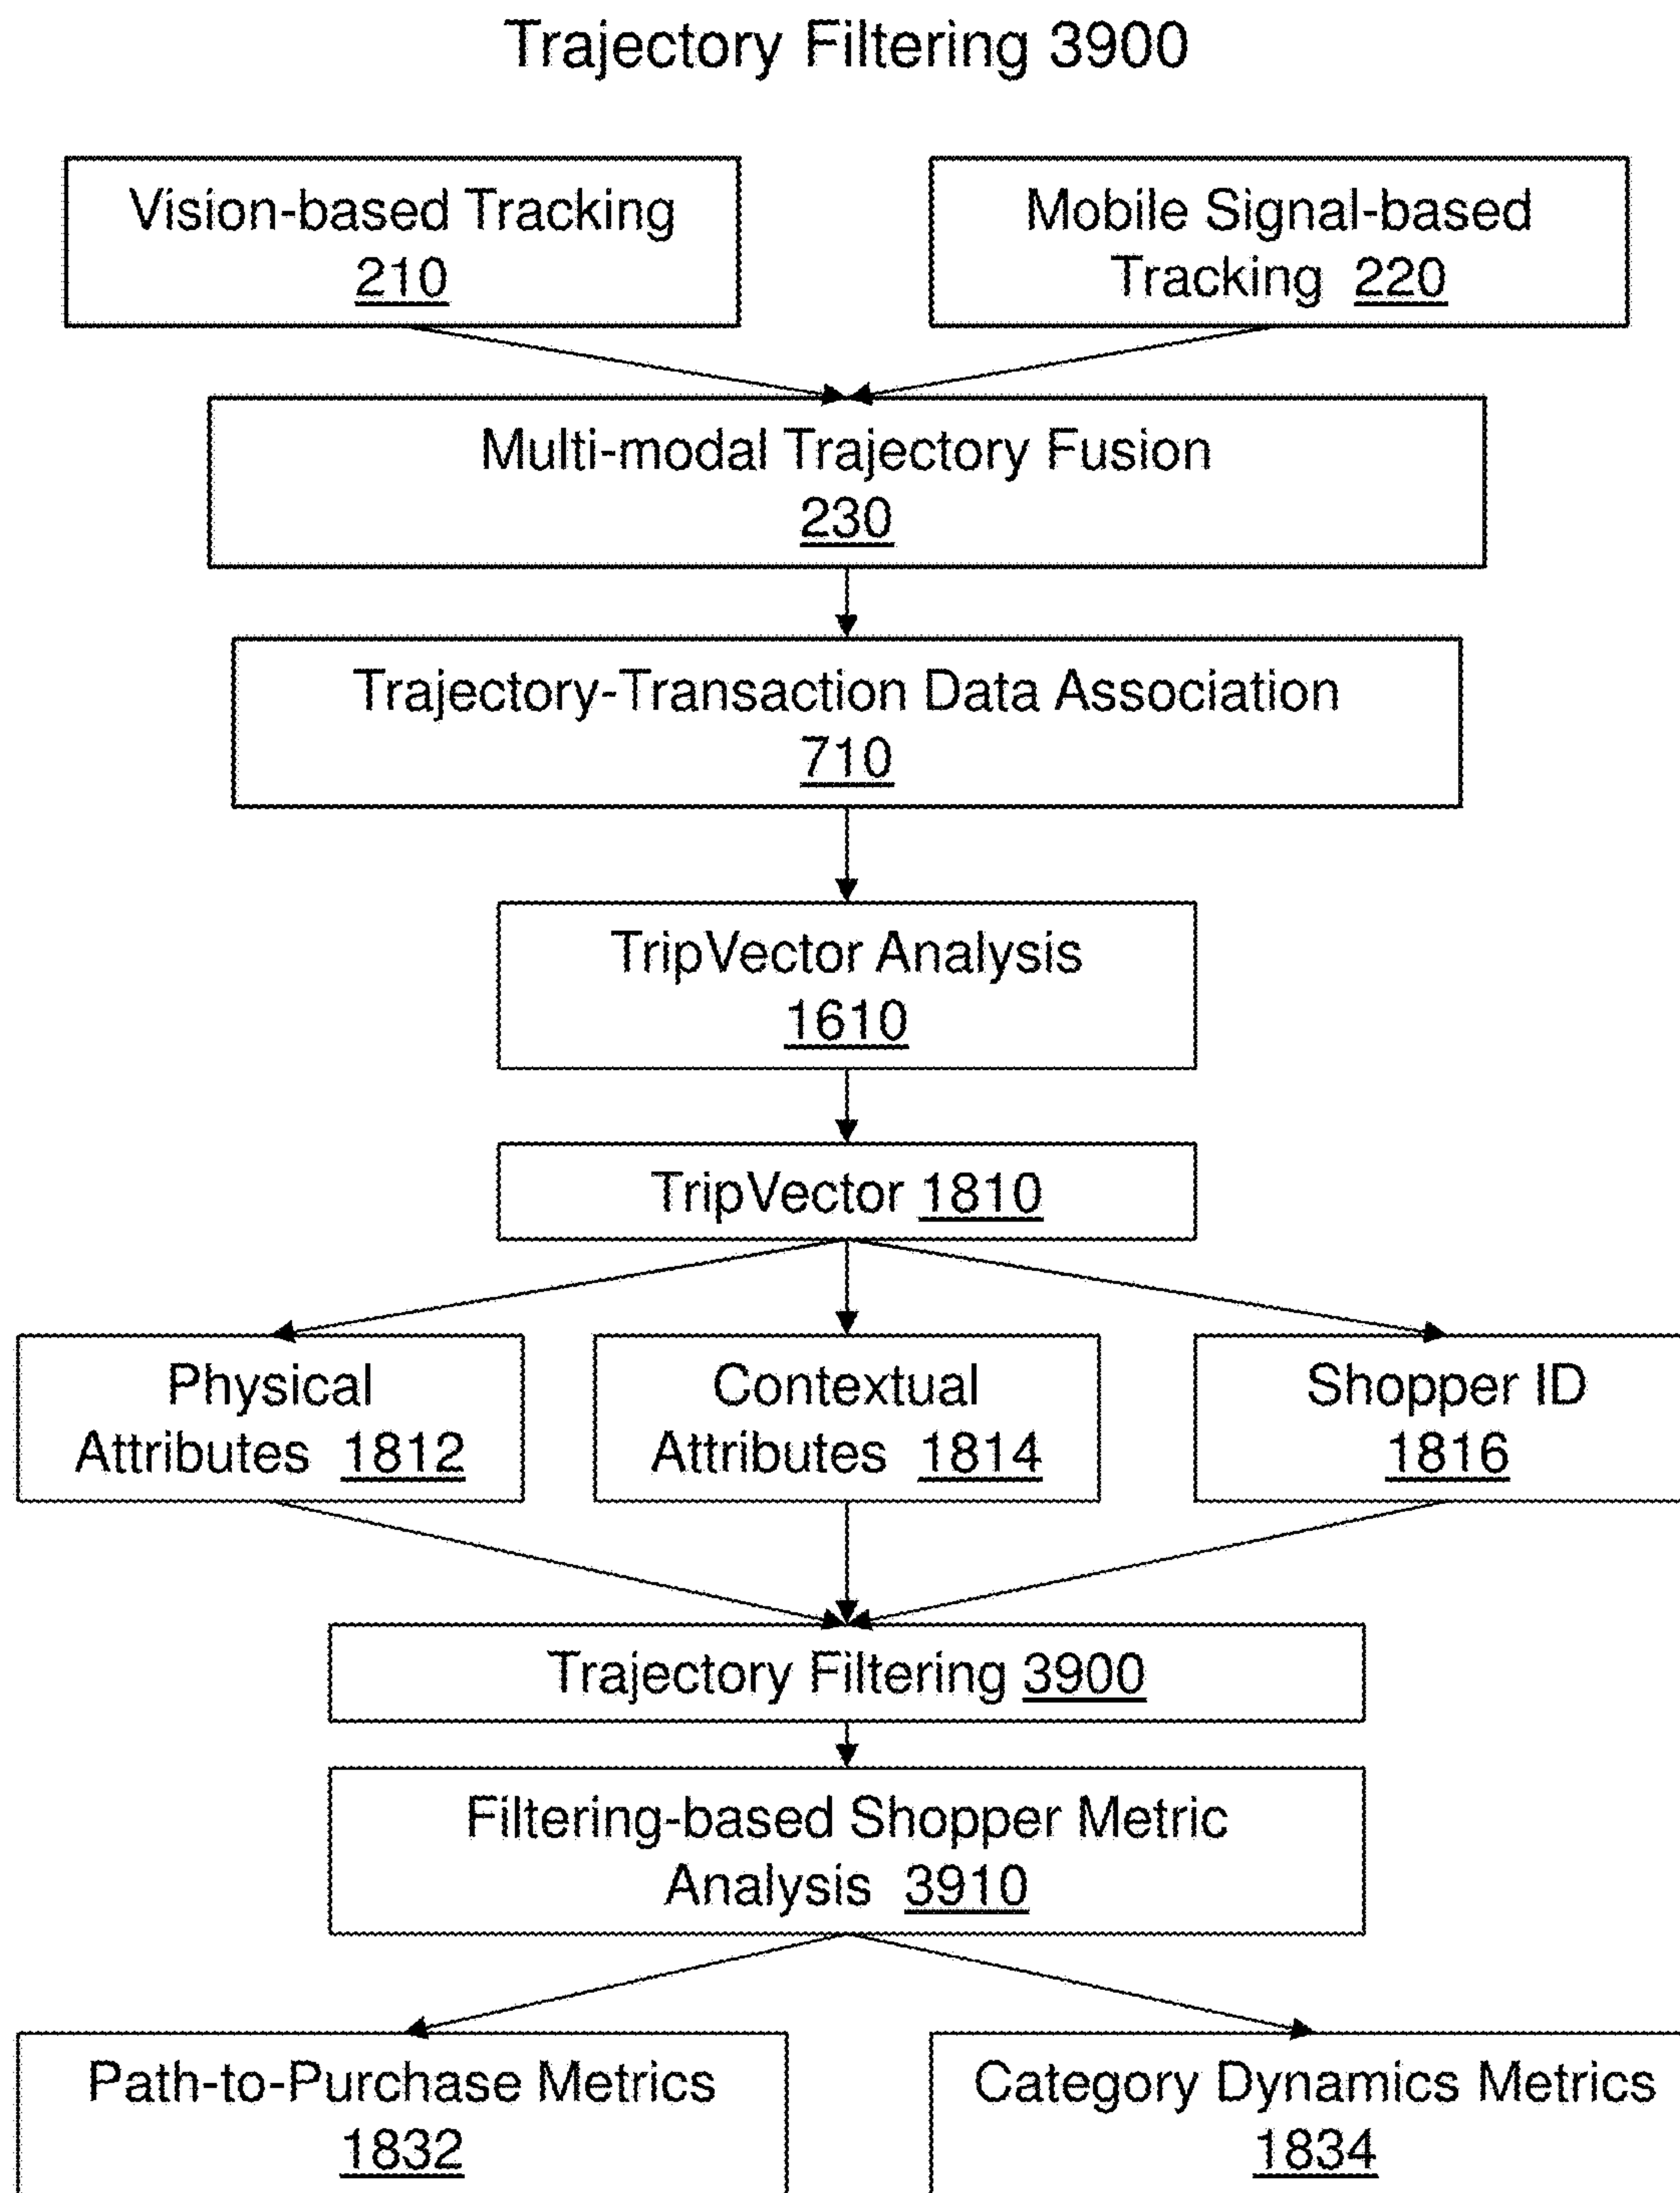 Trajectory Filtering 3900
Vision-based Tracking
210
Mobile Signal-based
Tracking 220
Multi-modal Trajectory Fusion
230
Trajectory-Transaction Data Association
710
TripVector Analysis
1610
TripVector 1810
Physical
Attributes 1812
Contextual
Attributes 1814
Shopper ID
1816
Trajectory Filtering 3900
Filtering-based Shopper Metric
Analysis 3910
Path-to-Purchase Metrics
1832
Category Dynamics Metrics
1834